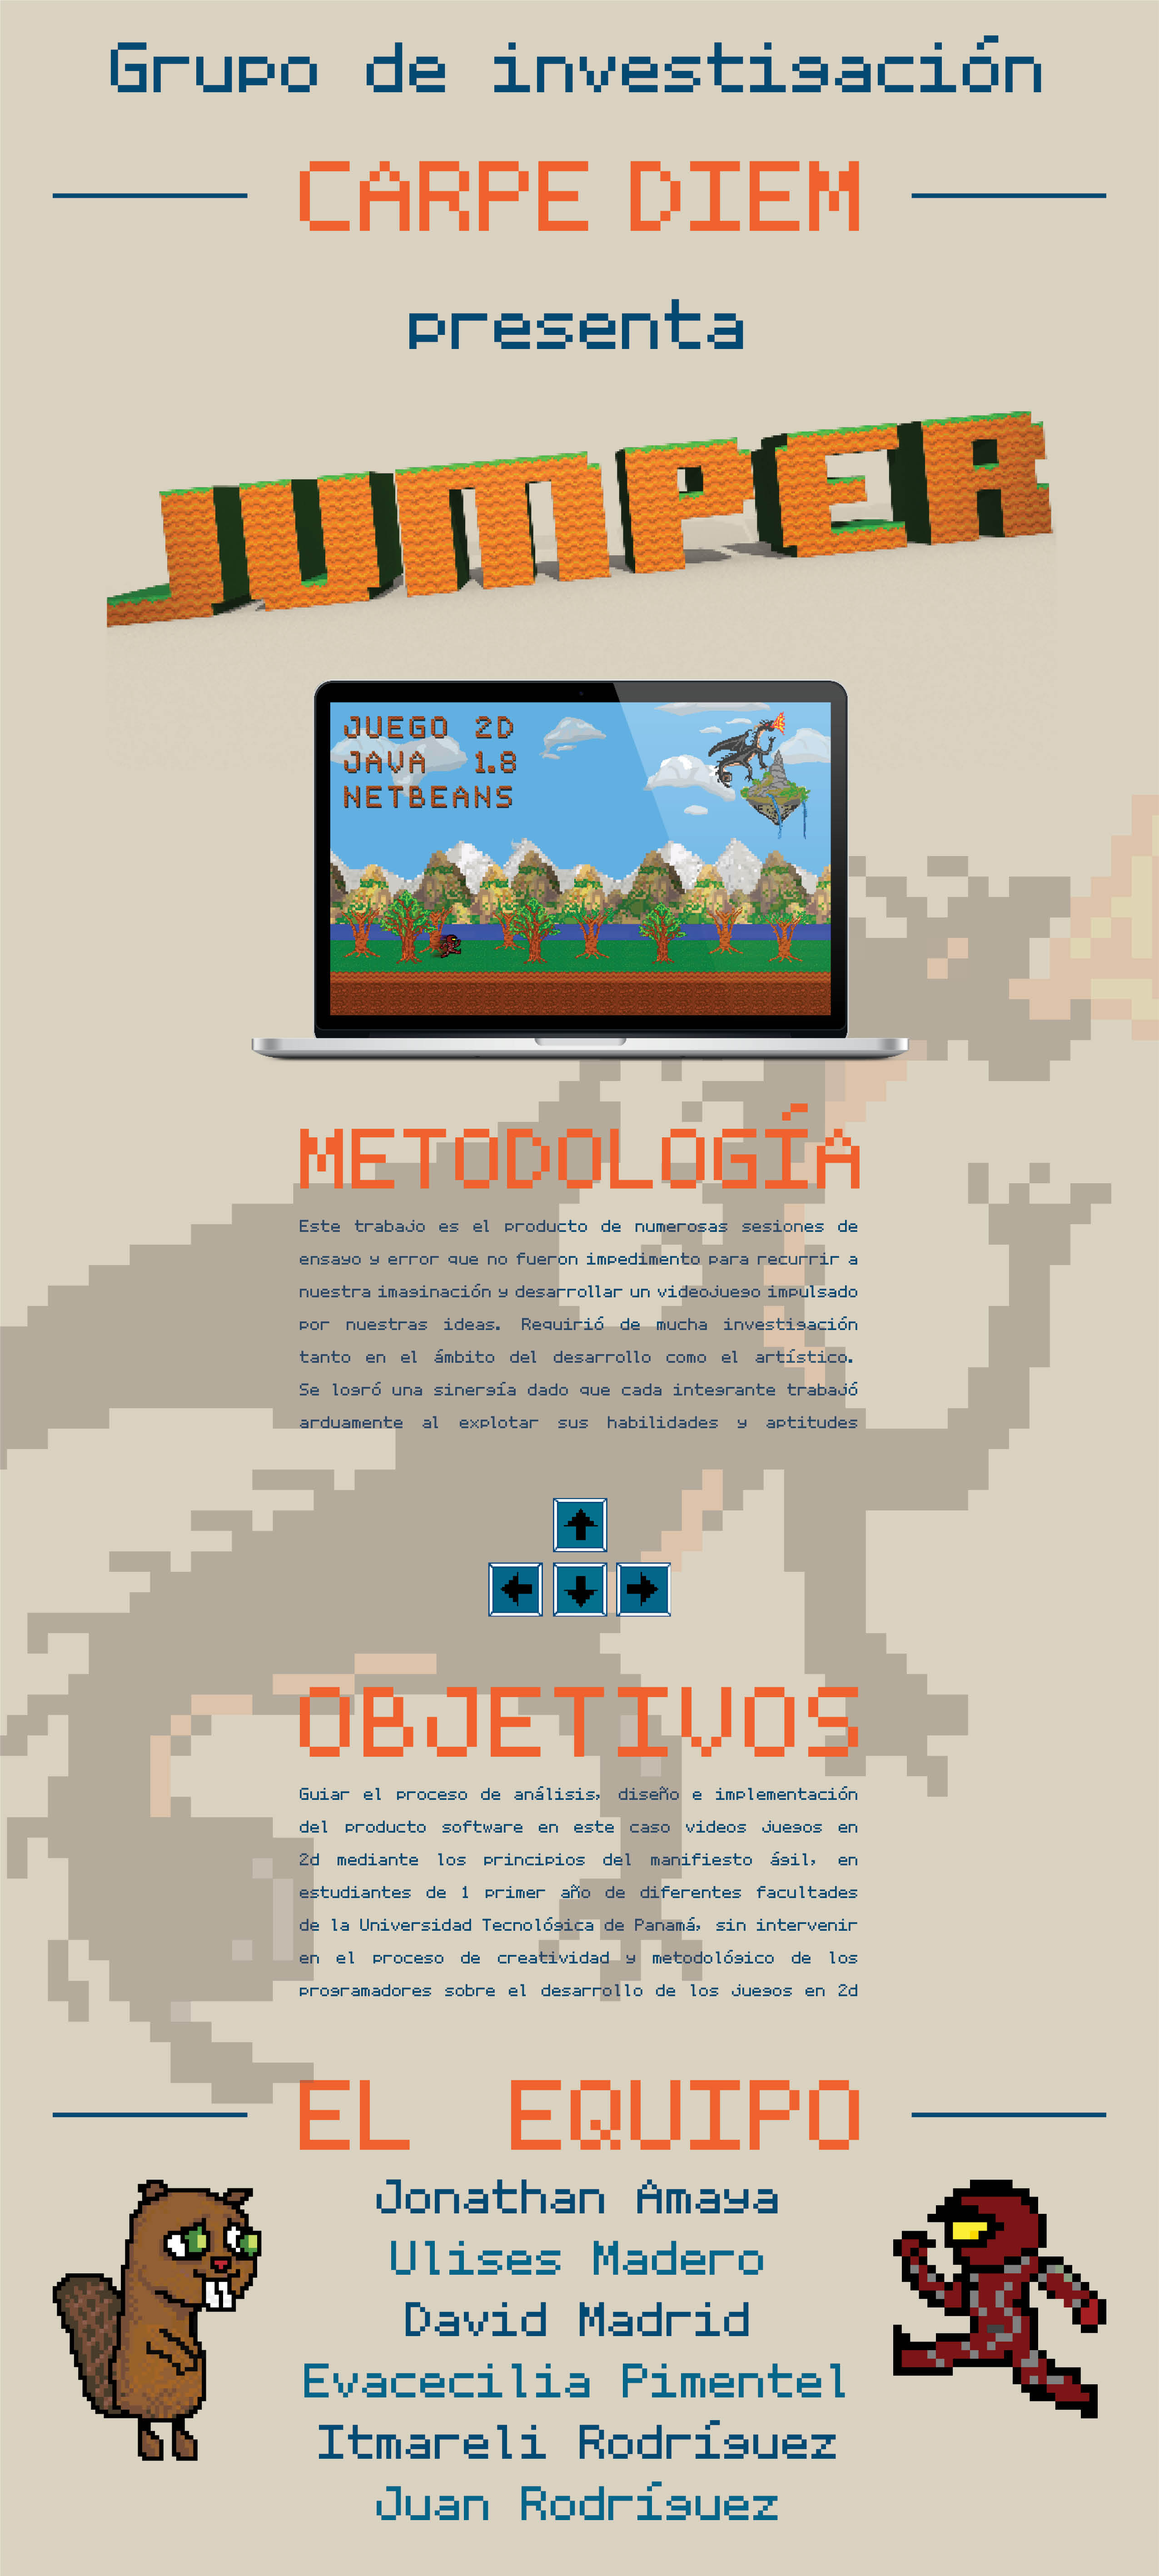 Grupo de investigación
CARPE DIEM
presenta
JUMPER
JUEGO 2D
JAVA 1.8
NETBEANS
METODOLOGÍA
Este trabajo es el producto de numerosas sesiones de
ensayo y error que no fueron impedimento para recurrir a
nuestra imaginación y desarrollar un videojuego impulsado
por nuestras ideas. Requirió de mucha investigación
tanto en el ámbito del desarrollo como el artístico.
Se logró una sinergía dado que cada integrante trabajó
arduamente al explotar sus habilidades y aptitudes
OBJETIVOS
Guiar el proceso de análisis, diseño e implementación
del producto software en este caso videos juegos en
2d mediante los principios del manifiesto ágil, en
estudiantes de 1 primer año de diferentes facultades
de la Universidad Tecnológica de Panamá, sin intervenir
en el proceso de creatividad y metodológico de los
programadores sobre el desarrollo de los juegos en 2d
EL EQUIPO
Jonathan Amaya
Ulises Madero
David Madrid
Evacecilia Pimentel
Itmareli Rodríguez
Juan Rodríguez